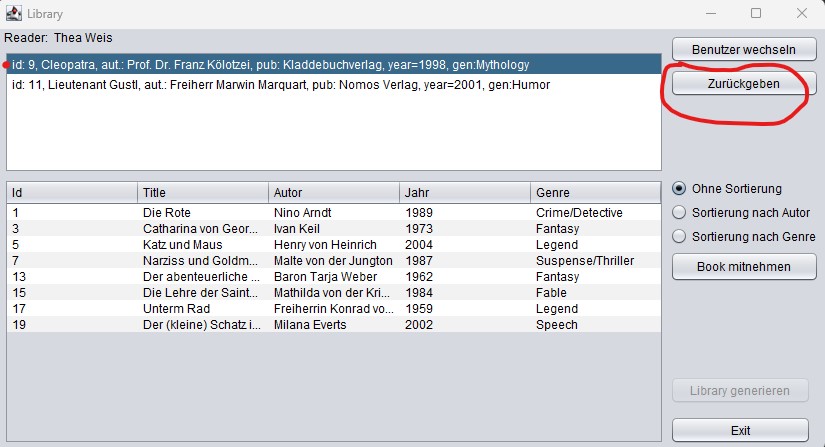 Library
Reader: Thea Weis
Benutzer wechseln
id: 9, Cleopatra, aut.: Prof. Dr. Franz Kölotzei, pub: Kladdebuchverlag, year=1998, gen:Mythology
Zurückgeben
id: 11, Lieutenant Gustl, aut.: Freiherr Marwin Marquart, pub: Nomos Verlag, year=2001, gen:Humor
Id Title Autor Jahr Genre
1 Die Rote Nino Arndt 1989 Crime/Detective
3 Catharina von Geor... Ivan Keil 1973 Fantasy
5 Katz und Maus Henry von Heinrich 2004 Legend
7 Narziss und Goldm... Malte von der Jungton 1987 Suspense/Thriller
13 Der abenteuerliche ... Baron Tarja Weber 1962 Fantasy
15 Die Lehre der Saint... Mathilda von der Kri... 1984 Fable
17 Unterm Rad Freiherrin Konrad vo... 1959 Legend
19 Der (kleine) Schatz i... Milana Everts 2002 Speech
Ohne Sortierung
Sortierung nach Autor
Sortierung nach Genre
Book mitnehmen
Library generieren
Exit